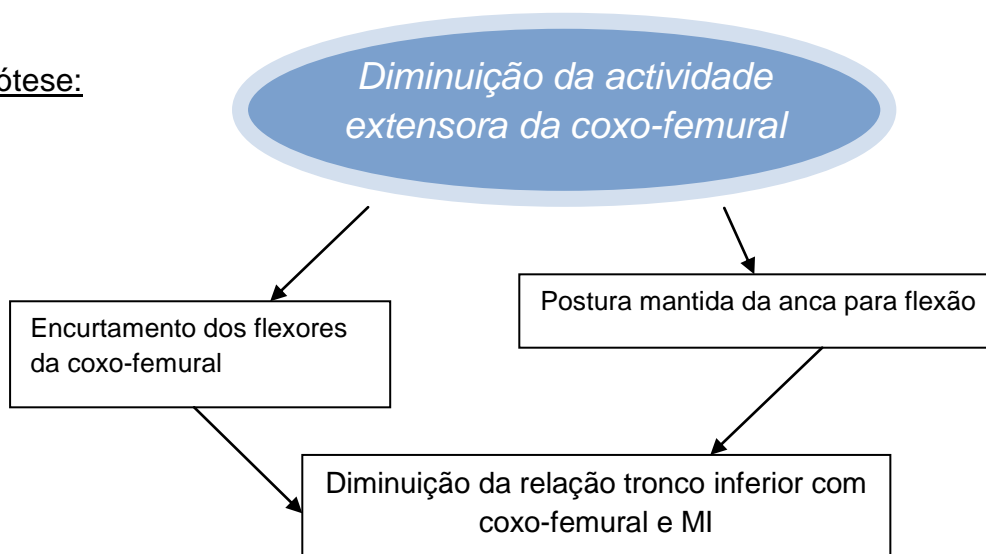 ótese:
Diminuição da actividade
extensora da coxo-femural
Encurtamento dos flexores
da coxo-femural
Postura mantida da anca para flexão
Diminuição da relação tronco inferior com
coxo-femural e MI